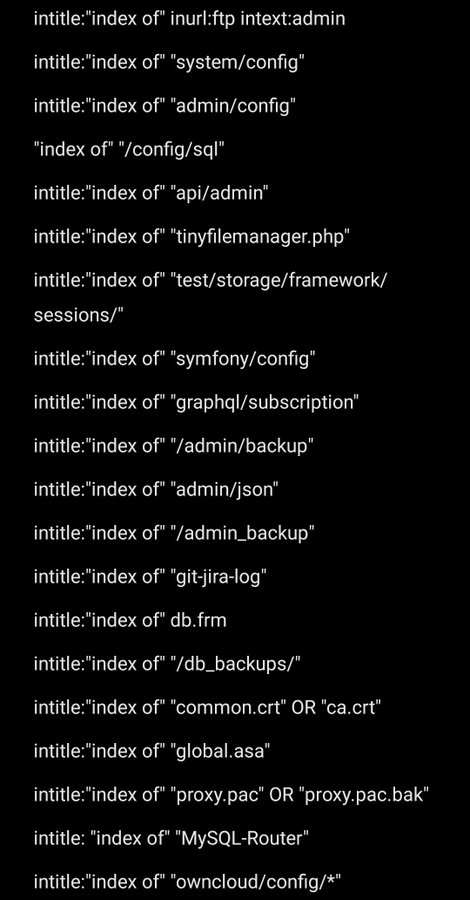 intitle:"index of" inurl:ftp intext:admin
intitle:"index of" "system/config"
intitle:"index of" "admin/config"
"index of" "/config/sql"
intitle:"index of" "api/admin"
intitle:"index of" "tinyfilemanager.php"
intitle:"index of" "test/storage/framework/
sessions/"
intitle:"index of" "symfony/config"
intitle:"index of" "graphql/subscription"
intitle:"index of" "/admin/backup"
intitle:"index of" "admin/json"
intitle:"index of" "/admin_backup"
intitle:"index of" "git-jira-log"
intitle:"index of" db.frm
intitle:"index of" "/db_backups/"
intitle:"index of" "common.crt" OR "ca.crt"
intitle:"index of" "global.asa"
intitle:"index of" "proxy.pac" OR "proxy.pac.bak"
intitle: "index of" "MySQL-Router"
intitle:"index of" "owncloud/config/*"